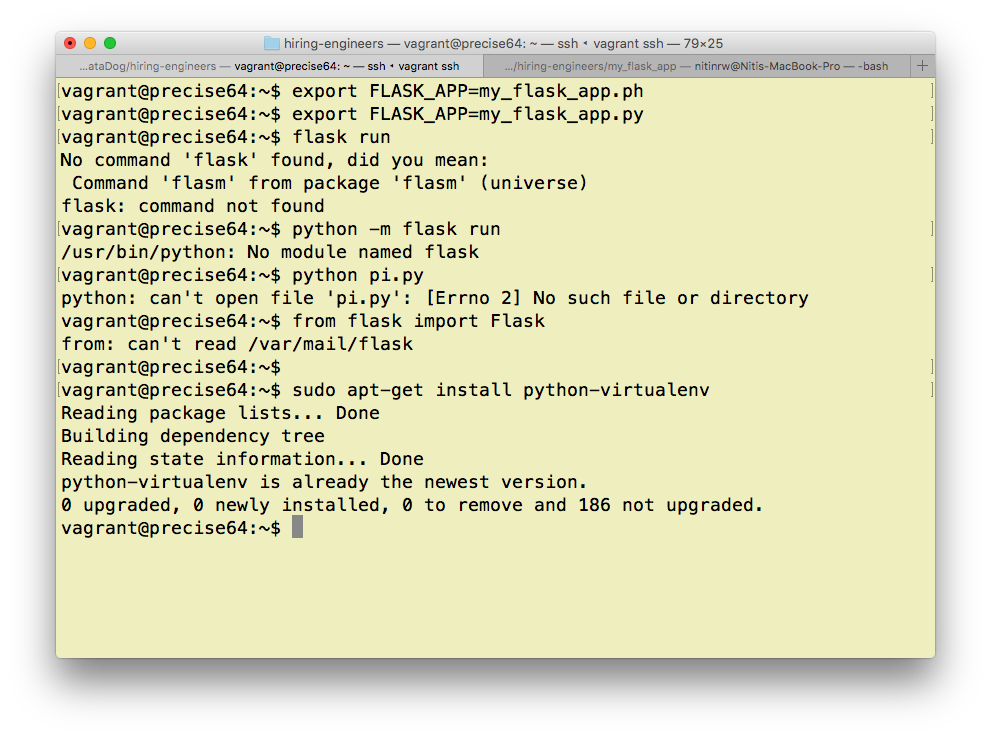 hiring-engineers — vagrant@precise64: ~ — ssh ◂ vagrant ssh — 79×25
...ataDog/hiring-engineers — vagrant@precise64: ~ — ssh ◂ vagrant ssh
.../hiring-engineers/my_flask_app — nitinrw@Nitis-MacBook-Pro — -bash
+
[vagrant@precise64:~$ export FLASK_APP=my_flask_app.ph ]
[vagrant@precise64:~$ export FLASK_APP=my_flask_app.py ]
[vagrant@precise64:~$ flask run ]
No command 'flask' found, did you mean:
 Command 'flasm' from package 'flasm' (universe)
flask: command not found
[vagrant@precise64:~$ python -m flask run ]
/usr/bin/python: No module named flask
[vagrant@precise64:~$ python pi.py ]
python: can't open file 'pi.py': [Errno 2] No such file or directory
vagrant@precise64:~$ from flask import Flask
from: can't read /var/mail/flask
[vagrant@precise64:~$ ]
[vagrant@precise64:~$ sudo apt-get install python-virtualenv ]
Reading package lists... Done
Building dependency tree
Reading state information... Done
python-virtualenv is already the newest version.
0 upgraded, 0 newly installed, 0 to remove and 186 not upgraded.
vagrant@precise64:~$